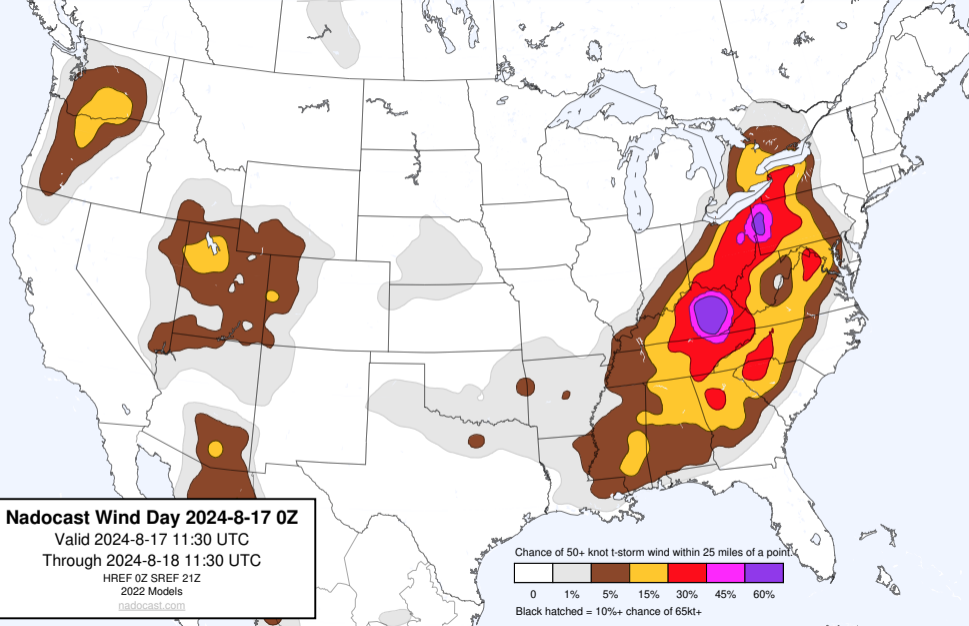 Nadocast Wind Day 2024-8-17 0Z
Valid 2024-8-17 11:30 UTC
Through 2024-8-18 11:30 UTC
HREF 0Z SREF 21Z
2022 Models
nadocast.com
Chance of 50+ knot t-storm wind within 25 miles of a point.
0 1% 5% 15% 30% 45% 60%
Black hatched = 10%+ chance of 65kt+